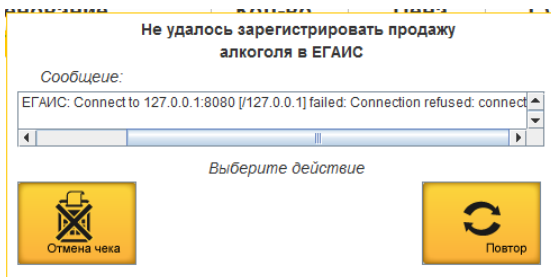 Не удалось зарегистрировать продажу
алкоголя в ЕГАИС
Сообщеие:
ЕГАИС: Connect to 127.0.0.1:8080 [/127.0.0.1] failed: Connection refused: connect
Выберите действие
Отмена чека
Повтор